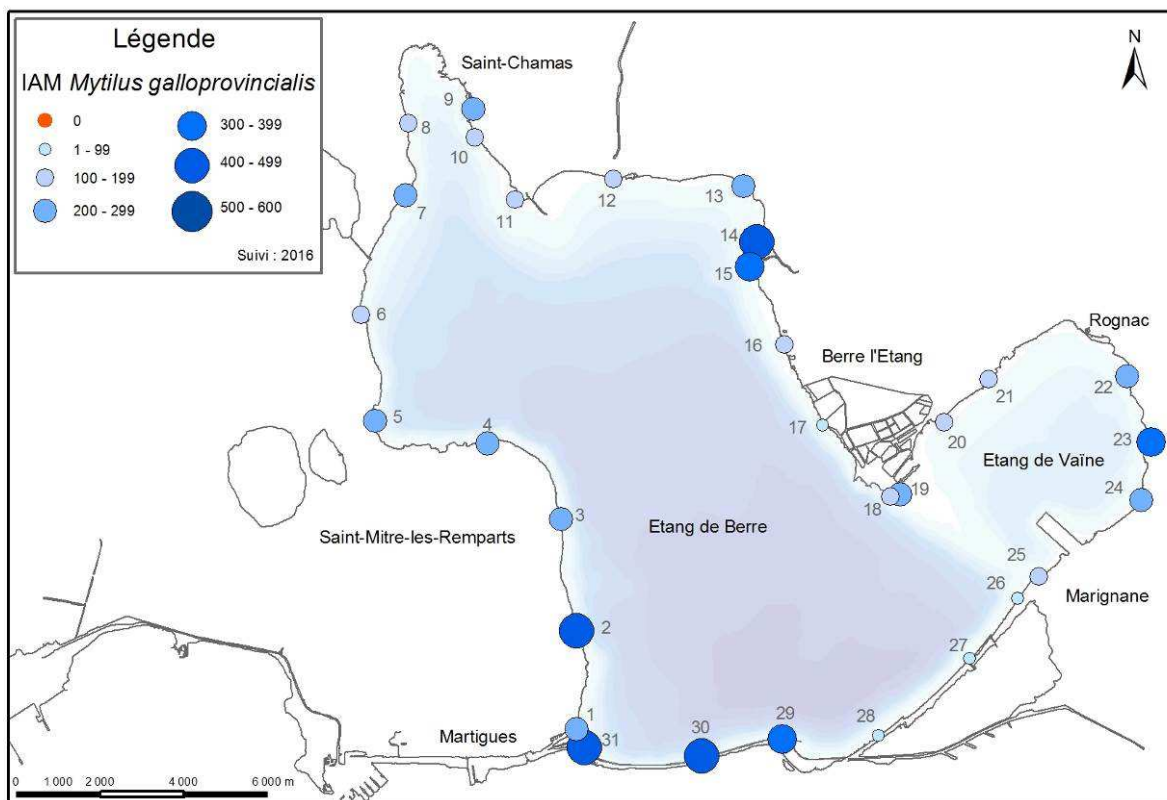 Légende
IAM Mytilus galloprovincialis
0
1 - 99
100 - 199
200 - 299
300 - 399
400 - 499
500 - 600
Suivi : 2016
N
Saint-Chamas
9
8
10
7
11
12
13
14
15
6
16
Berre l'Etang
Rognac
21
22
5
4
17
20
23
Etang de Vaïne
19
18
24
3
Saint-Mitre-les-Remparts
Etang de Berre
25
26
Marignane
2
27
1
29
28
Martigues
31
30
0 1 000 2 000 4 000 6 000 m